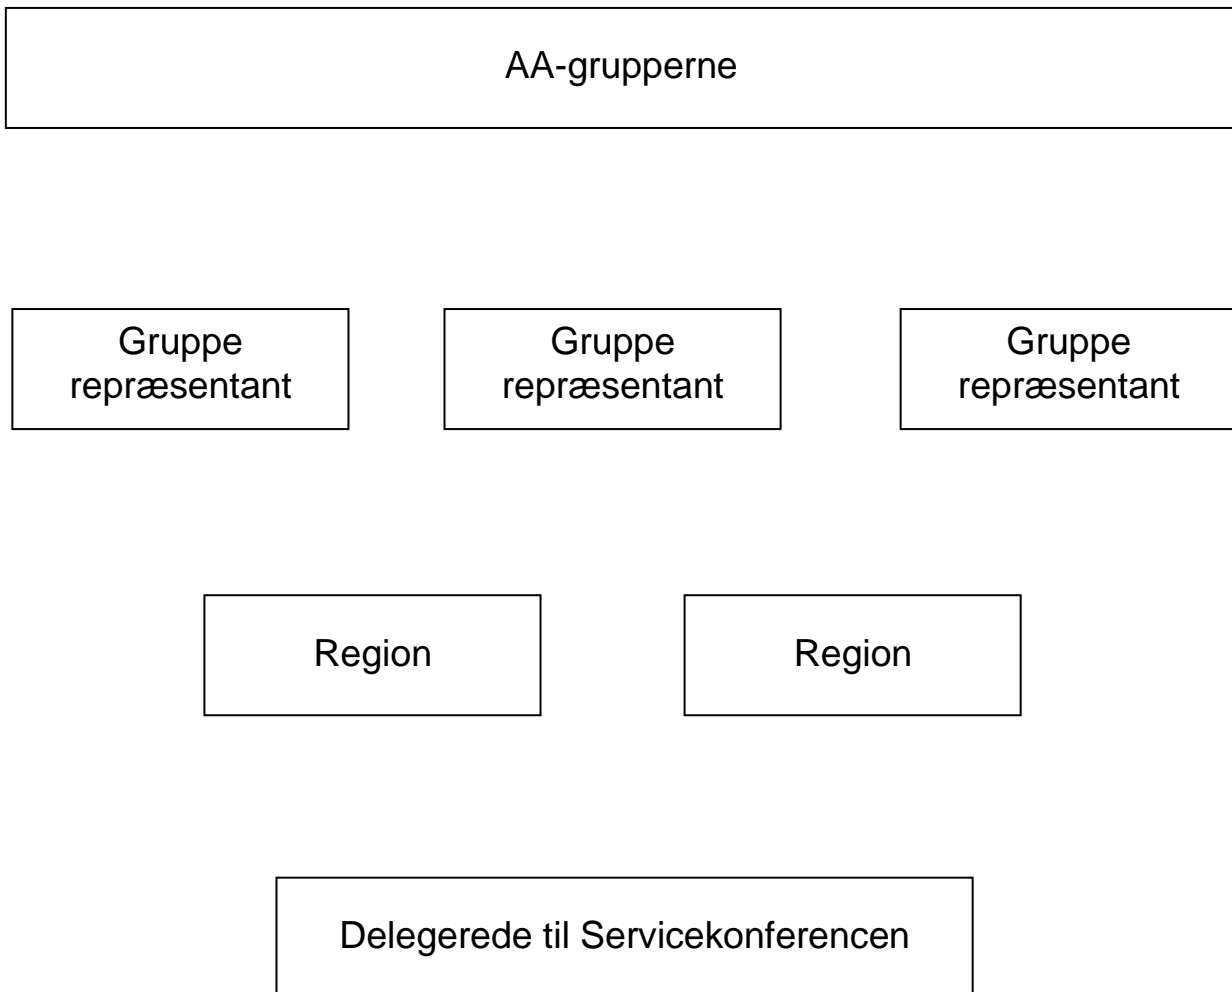 AA-grupperne
Gruppe
repræsentant
Gruppe
repræsentant
Gruppe
repræsentant
Region
Region
Delegerede til Servicekonferencen